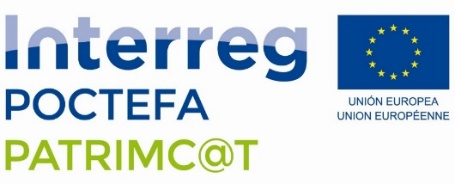 Interreg
POCTEFA
PATRIMC@T
UNIÓN EUROPEA
UNION EUROPÉENNE